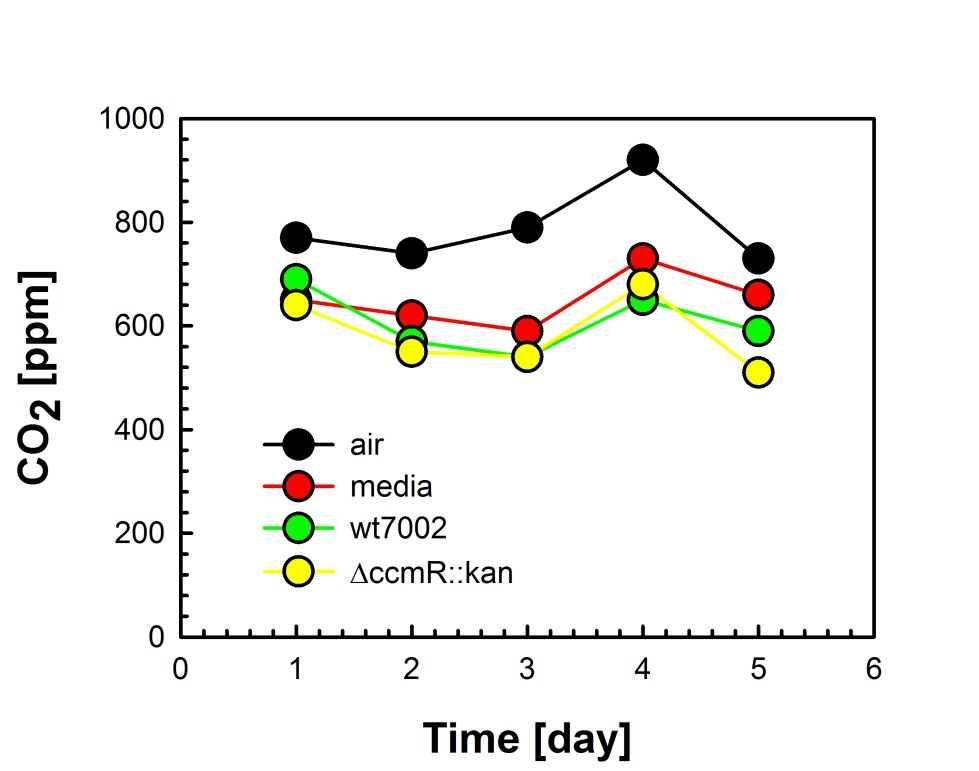 1000
800
600
400
200
0
CO2 [ppm]
air
media
wt7002
ΔccmR::kan
0 1 2 3 4 5 6
Time [day]